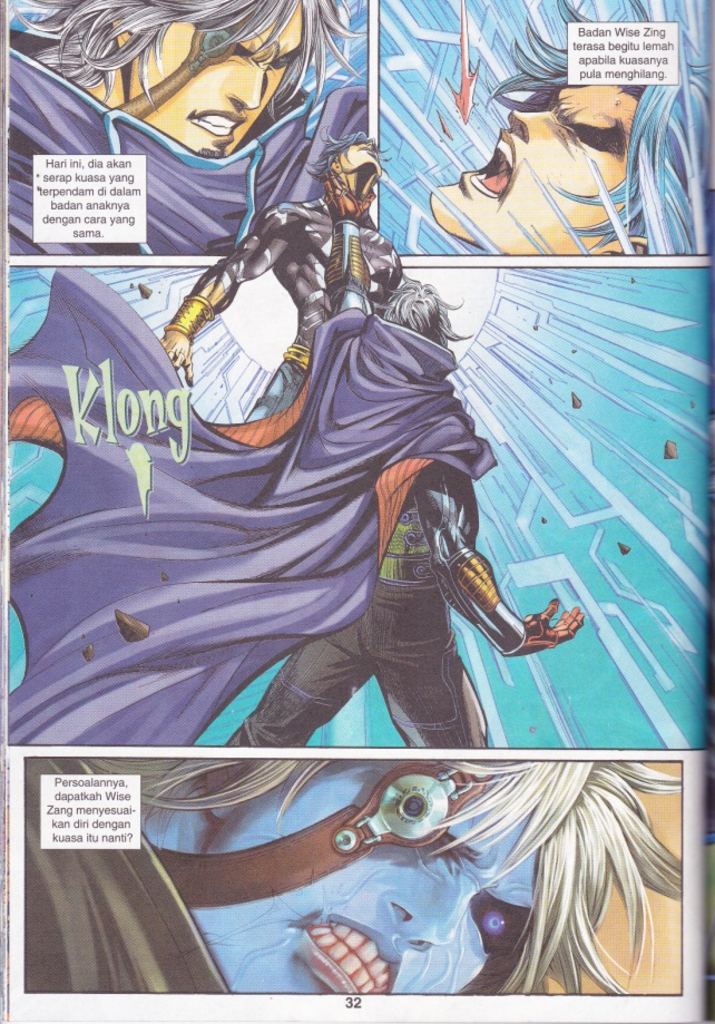 Hari ini, dia akan
serap kuasa yang
terpendam di dalam
badan anaknya
dengan cara yang
sama.
Badan Wise Zing
terasa begitu lemah
apabila kuasanya
pula menghilang.
Klong
Persoalannya,
dapatkah Wise
Zang menyesuai-
kan diri dengan
kuasa itu nanti?
32